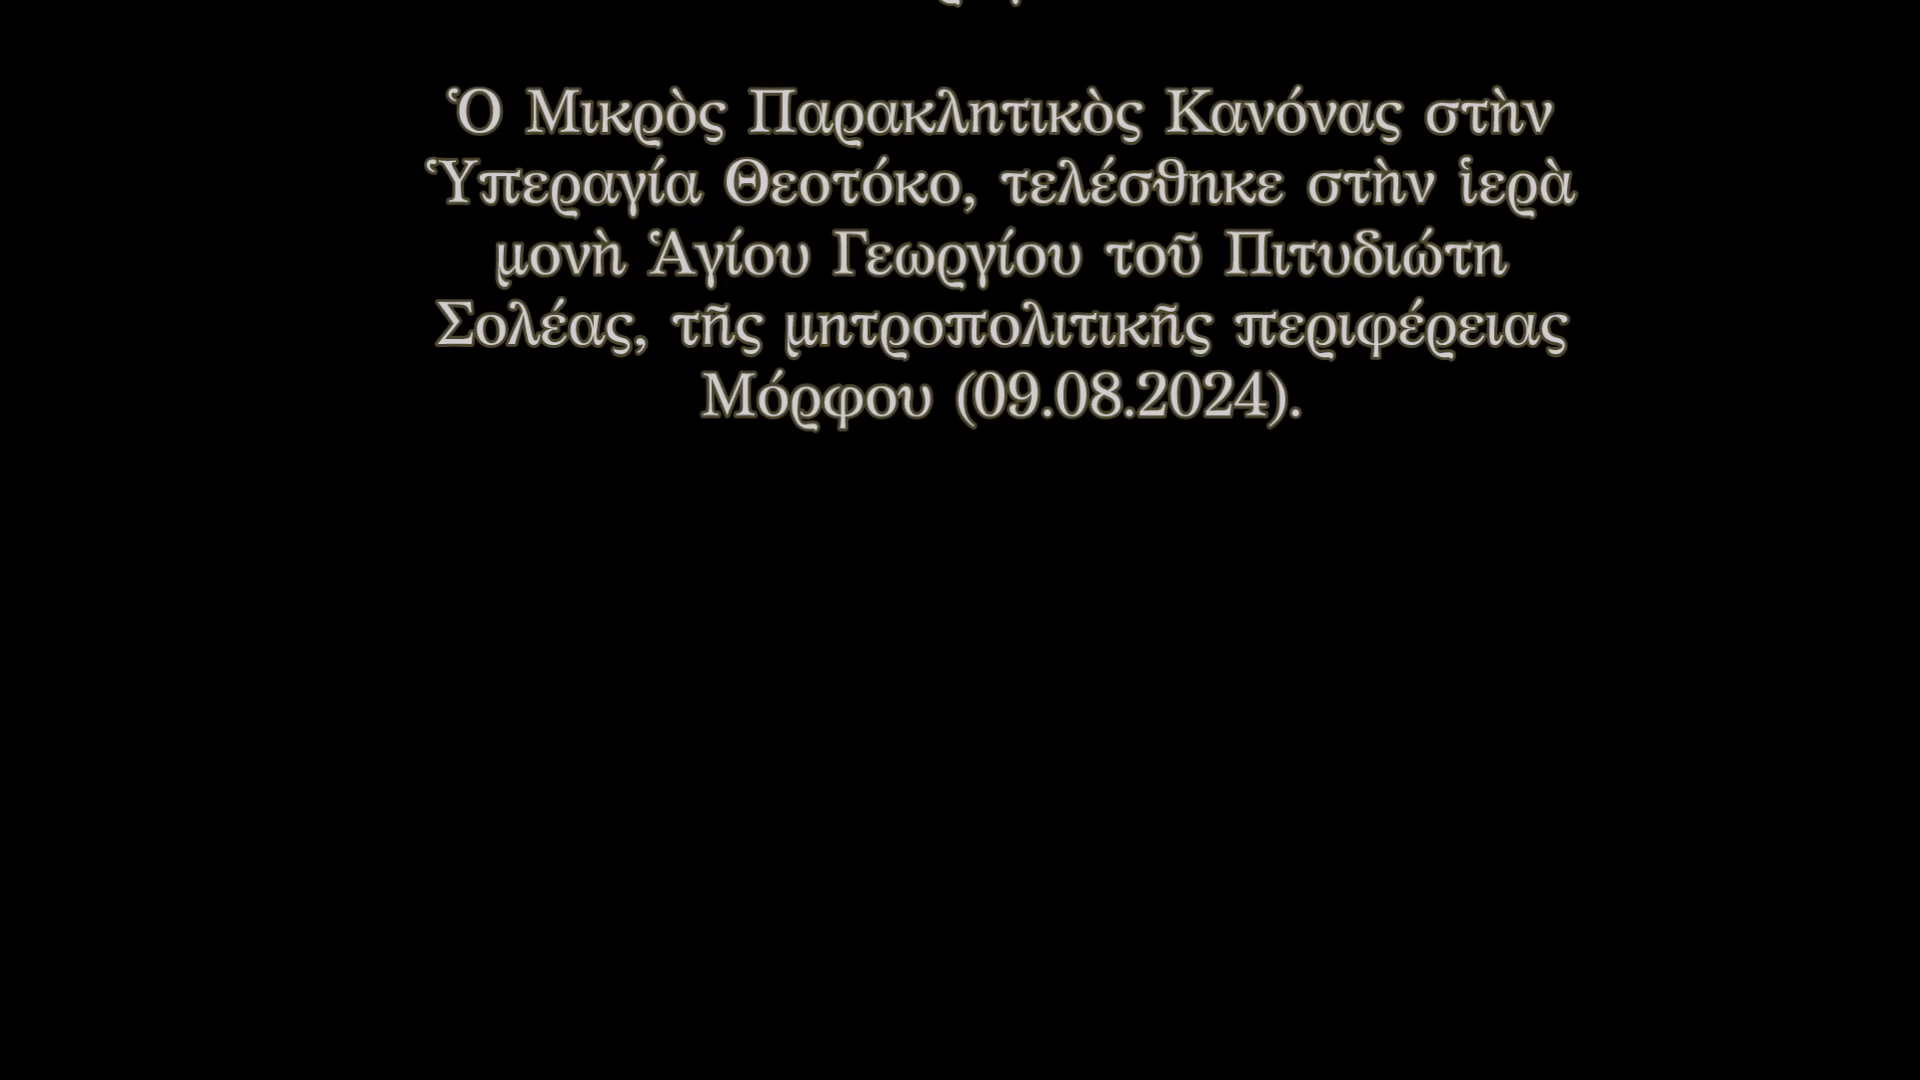 Ὁ Μικρὸς Παρακλητικὸς Κανόνας στὴν
Ὑπεραγία Θεοτόκο, τελέσθηκε στὴν ἱερὰ
μονὴ Ἁγίου Γεωργίου τοῦ Πιτυδιώτη
Σολέας, τῆς μητροπολιτικῆς περιφέρειας
Μόρφου (09.08.2024).